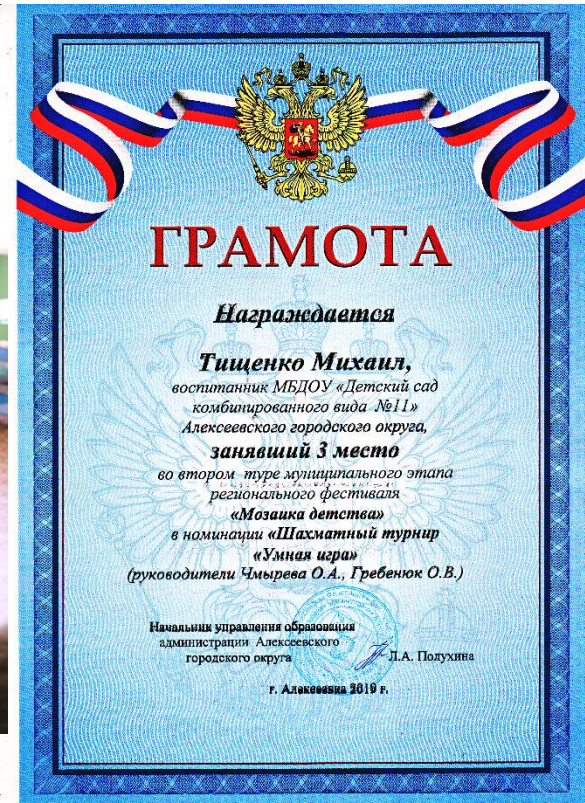 ГРАМОТА
Награждается
Тищенко Михаил,
воспитанник МБДОУ «Детский сад
комбинированного вида №11»
Алексеевского городского округа,
занявший 3 место
во втором туре муниципального этапа
регионального фестиваля
«Мозаика детства»
в номинации «Шахматный турнир
«Умная игра»
(руководители Чмырева О.А., Гребенюк О.В.)
Начальник управления образования
администрации Алексеевского
городского округа Л.А. Полухина
г. Алексеевка 2019 г.